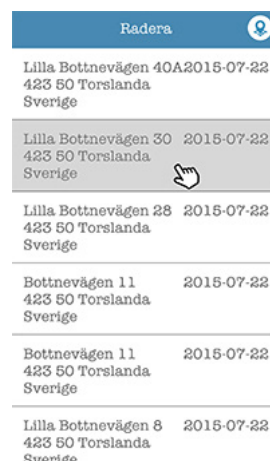 Radera
Lilla Bottnevägen 40A2015-07-22
423 50 Torslanda
Sverige
Lilla Bottnevägen 30 2015-07-22
423 50 Torslanda
Sverige
Lilla Bottnevägen 28 2015-07-22
423 50 Torslanda
Sverige
Bottnevägen 11 2015-07-22
423 50 Torslanda
Sverige
Bottnevägen 11 2015-07-22
423 50 Torslanda
Sverige
Lilla Bottnevägen 8 2015-07-22
423 50 Torslanda
Sverige